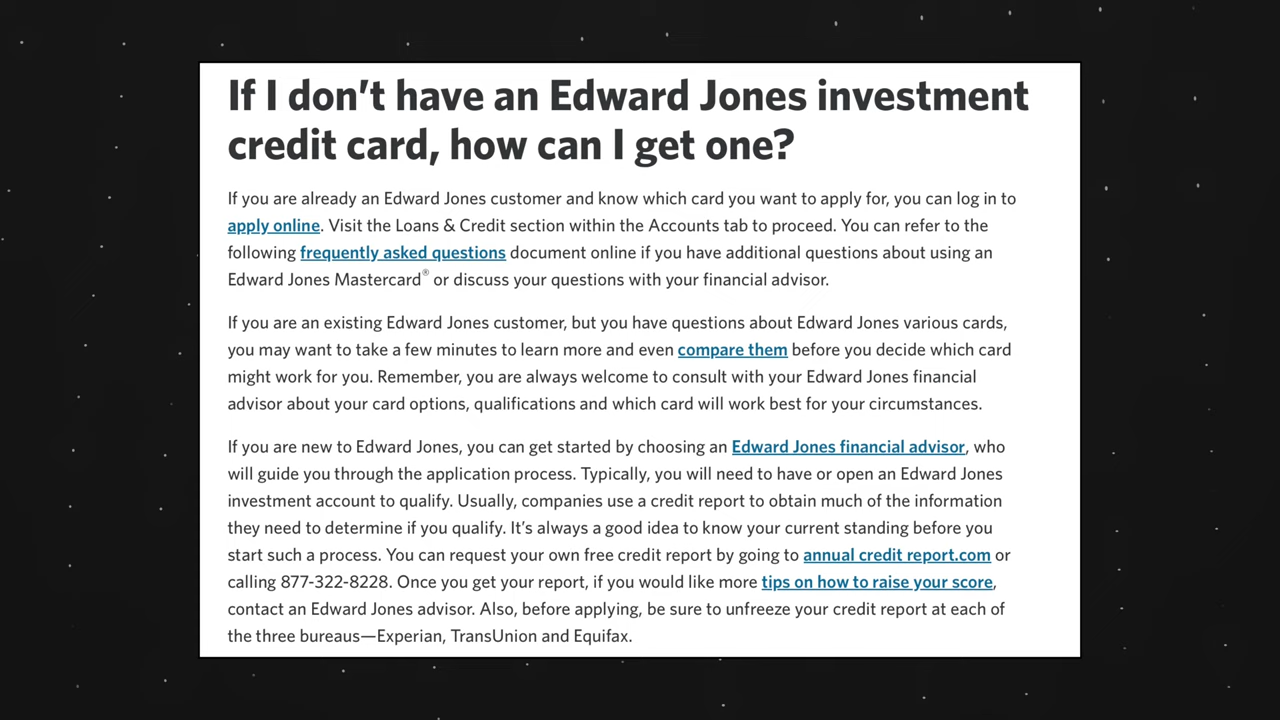 If I don’t have an Edward Jones investment
credit card, how can I get one?
If you are already an Edward Jones customer and know which card you want to apply for, you can log in to
apply online. Visit the Loans & Credit section within the Accounts tab to proceed. You can refer to the
following frequently asked questions document online if you have additional questions about using an
Edward Jones Mastercard® or discuss your questions with your financial advisor.
If you are an existing Edward Jones customer, but you have questions about Edward Jones various cards,
you may want to take a few minutes to learn more and even compare them before you decide which card
might work for you. Remember, you are always welcome to consult with your Edward Jones financial
advisor about your card options, qualifications and which card will work best for your circumstances.
If you are new to Edward Jones, you can get started by choosing an Edward Jones financial advisor, who
will guide you through the application process. Typically, you will need to have or open an Edward Jones
investment account to qualify. Usually, companies use a credit report to obtain much of the information
they need to determine if you qualify. It’s always a good idea to know your current standing before you
start such a process. You can request your own free credit report by going to annual credit report.com or
calling 877-322-8228. Once you get your report, if you would like more tips on how to raise your score,
contact an Edward Jones advisor. Also, before applying, be sure to unfreeze your credit report at each of
the three bureaus—Experian, TransUnion and Equifax.